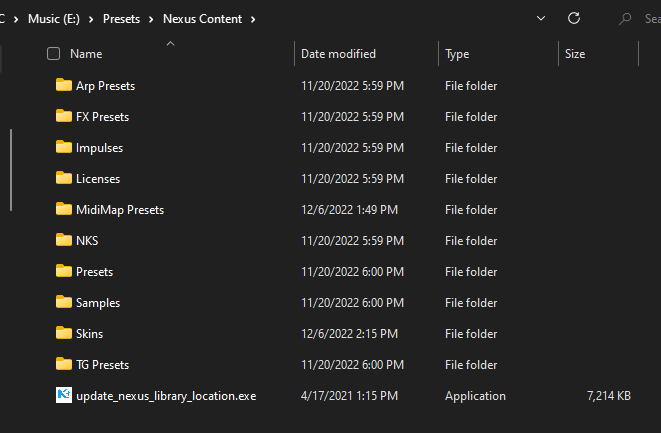 C > Music (E:) > Presets > Nexus Content > Sea
Name Date modified Type Size
Arp Presets 11/20/2022 5:59 PM File folder
FX Presets 11/20/2022 5:59 PM File folder
Impulses 11/20/2022 5:59 PM File folder
Licenses 11/20/2022 5:59 PM File folder
MidiMap Presets 12/6/2022 1:49 PM File folder
NKS 11/20/2022 5:59 PM File folder
Presets 11/20/2022 6:00 PM File folder
Samples 11/20/2022 6:00 PM File folder
Skins 12/6/2022 2:15 PM File folder
TG Presets 11/20/2022 6:00 PM File folder
update_nexus_library_location.exe 4/17/2021 1:15 PM Application 7,214 KB